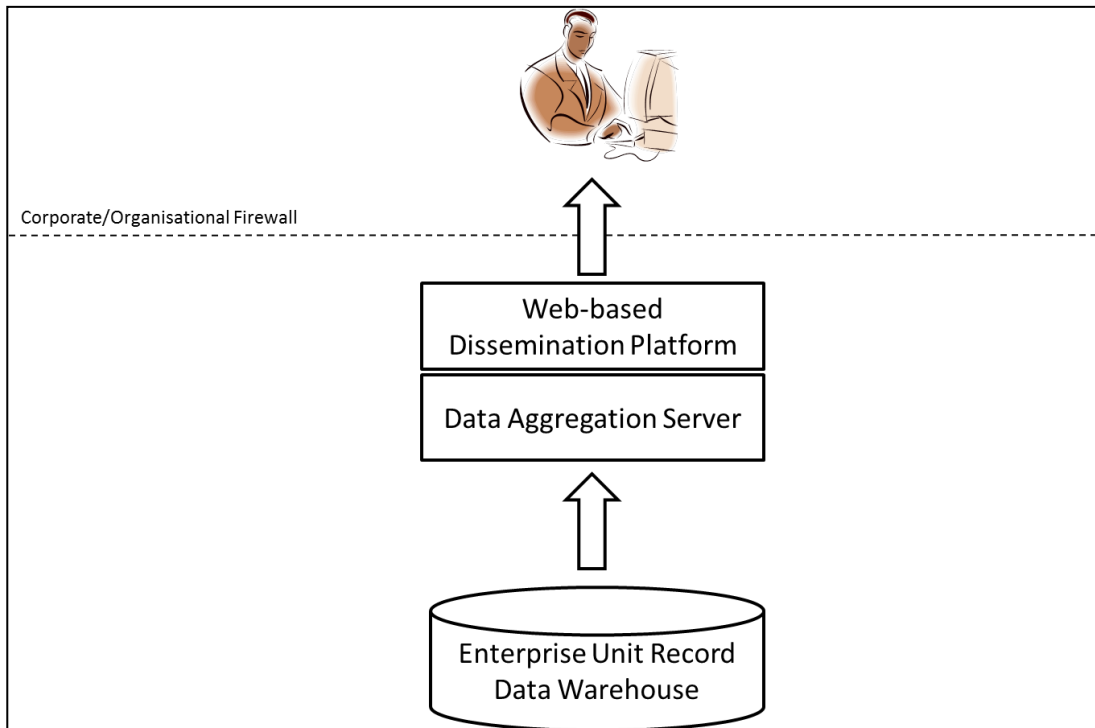 Corporate/Organisational Firewall
Web-based
Dissemination Platform
Data Aggregation Server
Enterprise Unit Record
Data Warehouse